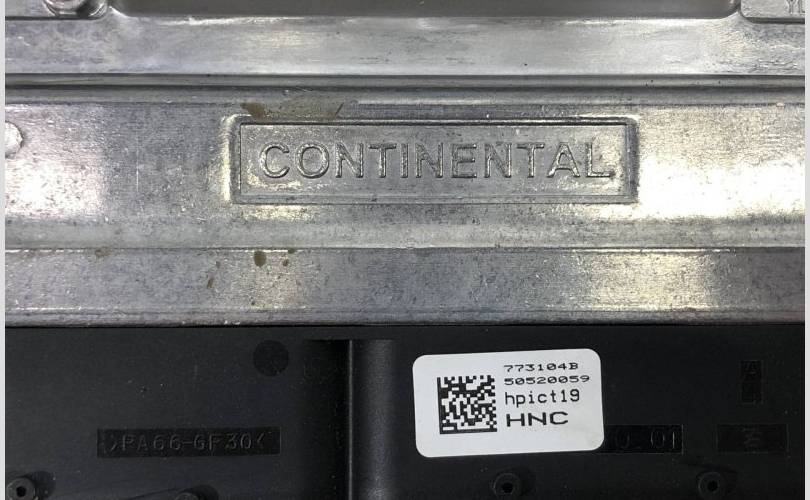 CONTINENTAL
773104B
50520059
hpict19
HNC
>PA66-GF30<